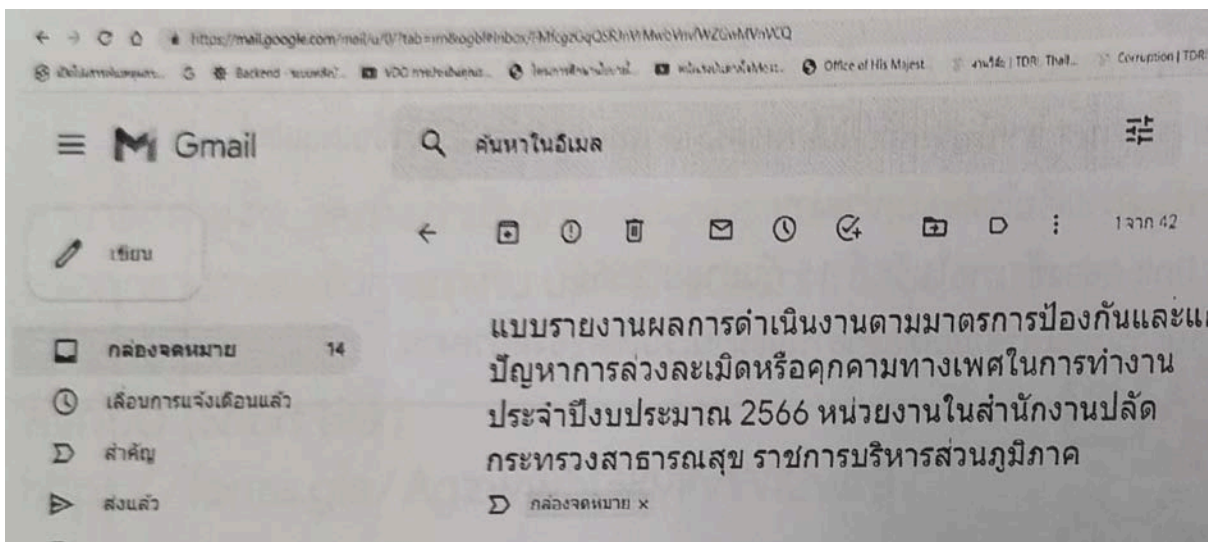 Backend
Office of His Majest...
Corruption | TDR
Gmail
ค้นหาในอีเมล
เขียน
1 จาก 42
กล่องจดหมาย 14
เลื่อนการแจ้งเตือนแล้ว
สำคัญ
ส่งแล้ว
แบบรายงานผลการดำเนินงานตามมาตรการป้องกันและแก
ปัญหาการล่วงละเมิดหรือคุกคามทางเพศในการทำงาน
ประจำปีงบประมาณ 2566 หน่วยงานในสำนักงานปลัด
กระทรวงสาธารณสุข ราชการบริหารส่วนภูมิภาค
กล่องจดหมาย ×